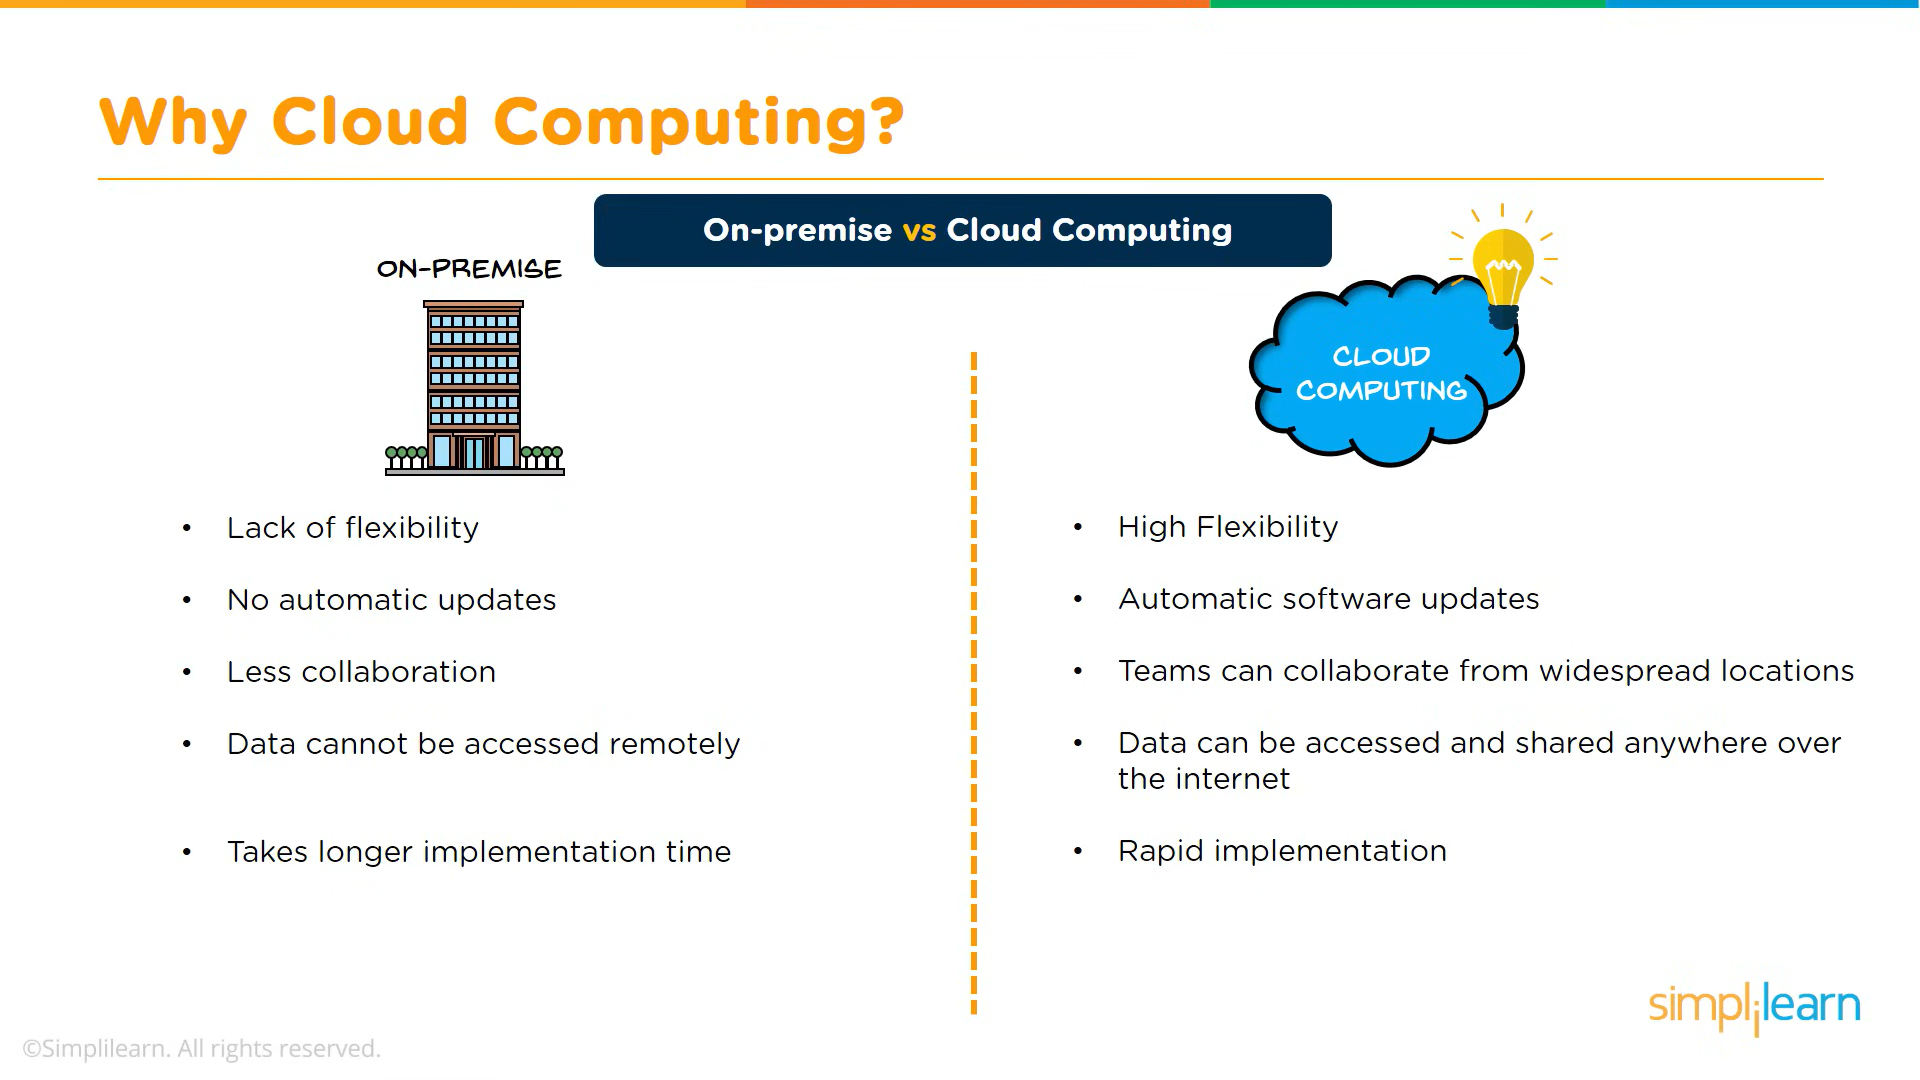 Why Cloud Computing?
On-premise vs Cloud Computing
ON-PREMISE
• Lack of flexibility
• No automatic updates
• Less collaboration
• Data cannot be accessed remotely
• Takes longer implementation time
CLOUD
COMPUTING
• High Flexibility
• Automatic software updates
• Teams can collaborate from widespread locations
• Data can be accessed and shared anywhere over
the internet
• Rapid implementation
simplilearn
©Simplilearn. All rights reserved.